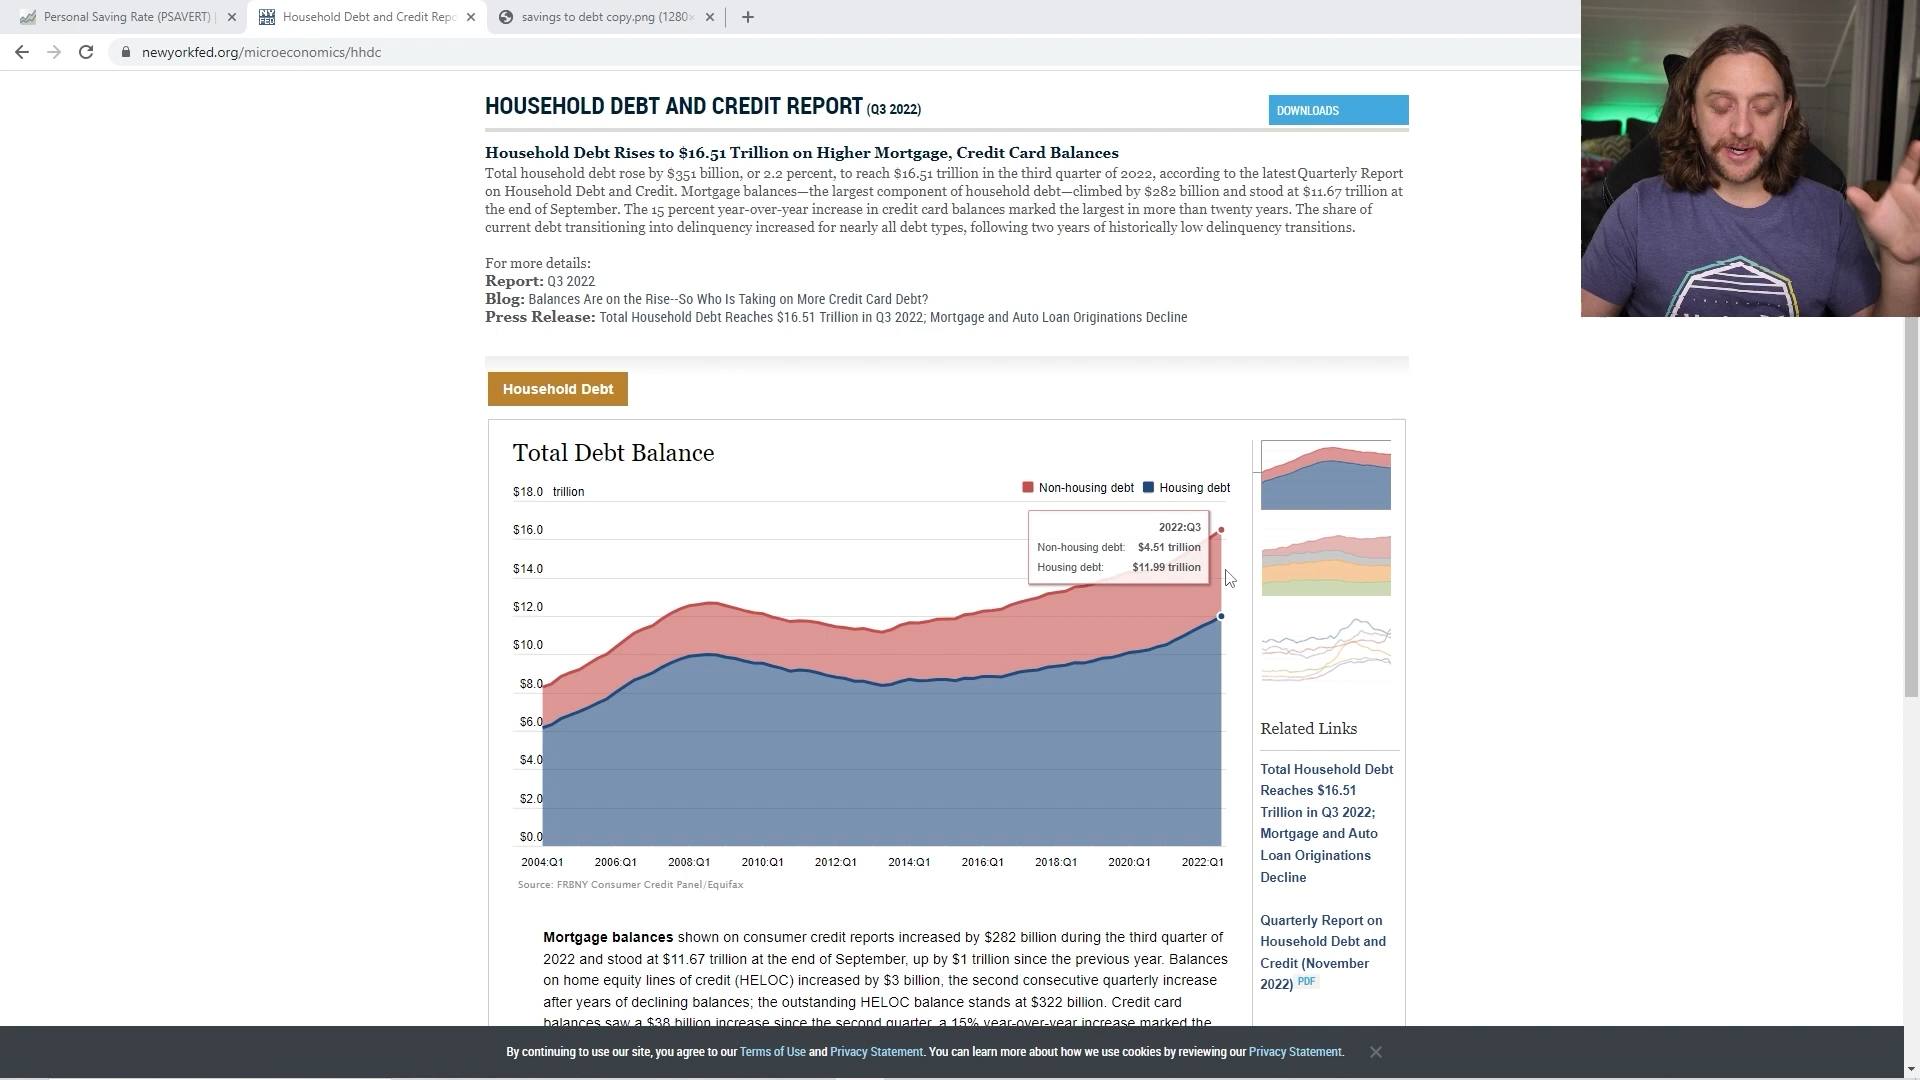 Personal Saving Rate (PSAVERT) |
NY FED
Household Debt and Credit Repo
savings to debt copy.png (1280×
newyorkfed.org/microeconomics/hhdc
HOUSEHOLD DEBT AND CREDIT REPORT (Q3 2022)
DOWNLOADS
Household Debt Rises to $16.51 Trillion on Higher Mortgage, Credit Card Balances
Total household debt rose by $351 billion, or 2.2 percent, to reach $16.51 trillion in the third quarter of 2022, according to the latest Quarterly Report
on Household Debt and Credit. Mortgage balances—the largest component of household debt—climbed by $282 billion and stood at $11.67 trillion at
the end of September. The 15 percent year-over-year increase in credit card balances marked the largest in more than twenty years. The share of
current debt transitioning into delinquency increased for nearly all debt types, following two years of historically low delinquency transitions.
For more details:
Report: Q3 2022
Blog: Balances Are on the Rise--So Who Is Taking on More Credit Card Debt?
Press Release: Total Household Debt Reaches $16.51 Trillion in Q3 2022; Mortgage and Auto Loan Originations Decline
Household Debt
Total Debt Balance
$18.0 trillion
Non-housing debt Housing debt
$16.0
2022:Q3
Non-housing debt: $4.51 trillion
Housing debt: $11.99 trillion
$14.0
$12.0
$10.0
$8.0
$6.0
$4.0
$2.0
$0.0
2004:Q1 2006:Q1 2008:Q1 2010:Q1 2012:Q1 2014:Q1 2016:Q1 2018:Q1 2020:Q1 2022:Q1
Source: FRBNY Consumer Credit Panel/Equifax
Related Links
Total Household Debt
Reaches $16.51
Trillion in Q3 2022;
Mortgage and Auto
Loan Originations
Decline
Quarterly Report on
Household Debt and
Credit (November
2022) PDF
Mortgage balances shown on consumer credit reports increased by $282 billion during the third quarter of
2022 and stood at $11.67 trillion at the end of September, up by $1 trillion since the previous year. Balances
on home equity lines of credit (HELOC) increased by $3 billion, the second consecutive quarterly increase
after years of declining balances; the outstanding HELOC balance stands at $322 billion. Credit card
balances saw a $38 billion increase since the second quarter, a 15% year-over-year increase marked the
By continuing to use our site, you agree to our Terms of Use and Privacy Statement. You can learn more about how we use cookies by reviewing our Privacy Statement.